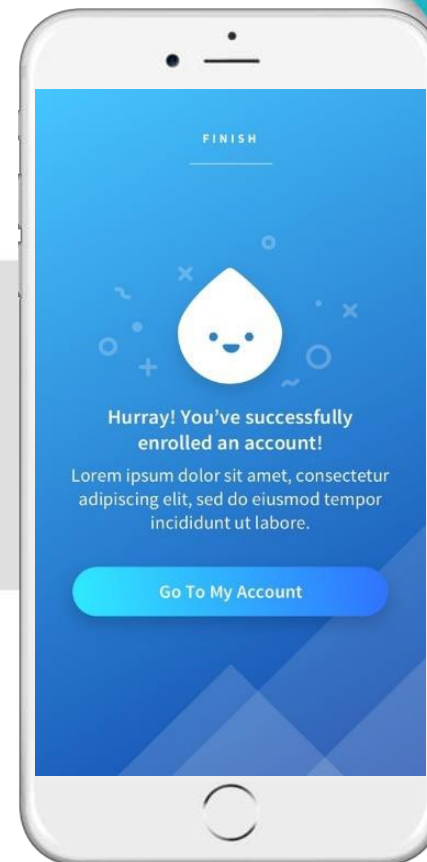 FINISH
Hurray! You’ve successfully
enrolled an account!
Lorem ipsum dolor sit amet, consectetur
adipiscing elit, sed do eiusmod tempor
incididunt ut labore.
Go To My Account